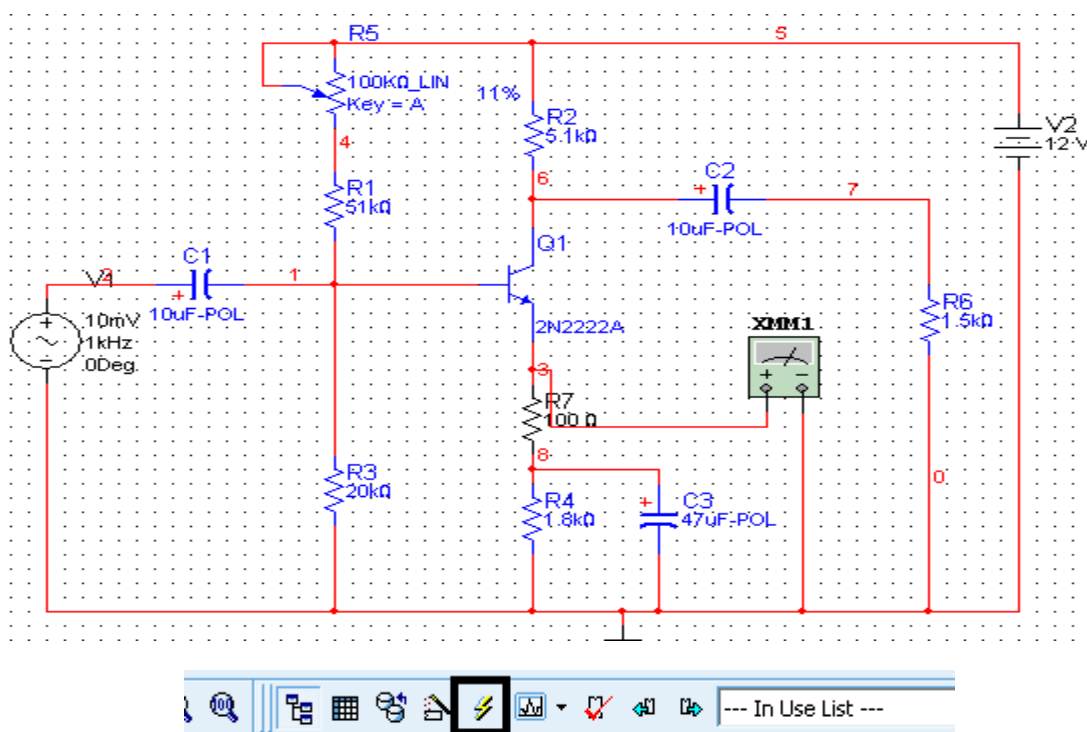 R5
5
100KΩ_LIN
Key = A
11%
R2
5.1kΩ
V2
12 V
4
6
C2
+
7
10uF-POL
R1
51kΩ
Q1
C1
V1
2
1
+
10uF-POL
10mV
1kHz
0Deg
2N2222A
XMM1
R6
1.5kΩ
3
R7
100 Ω
8
R3
20kΩ
R4
1.8kΩ
+
C3
47uF-POL
0
--- In Use List ---